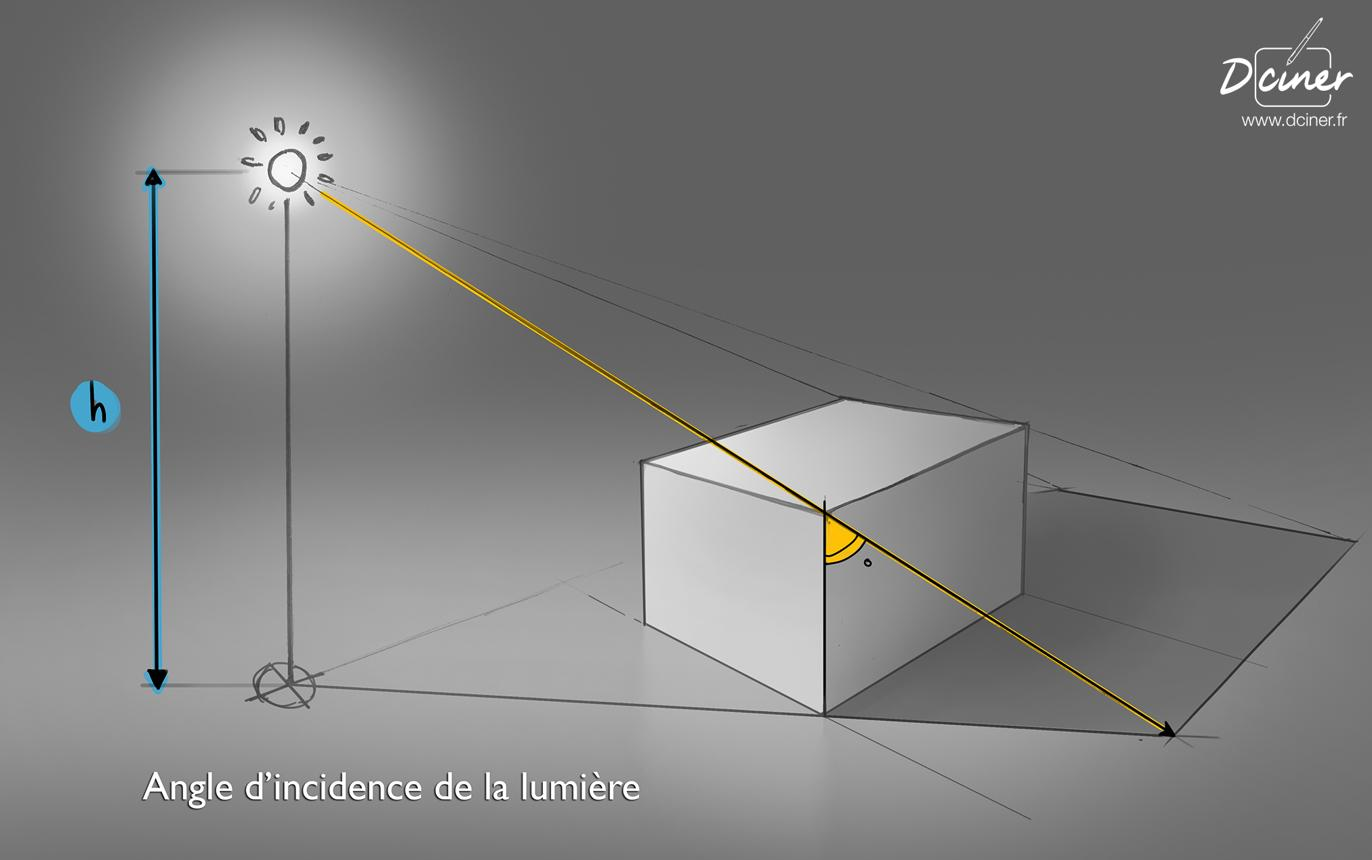 Dciner
www.dciner.fr
h
°
Angle d'incidence de la lumière